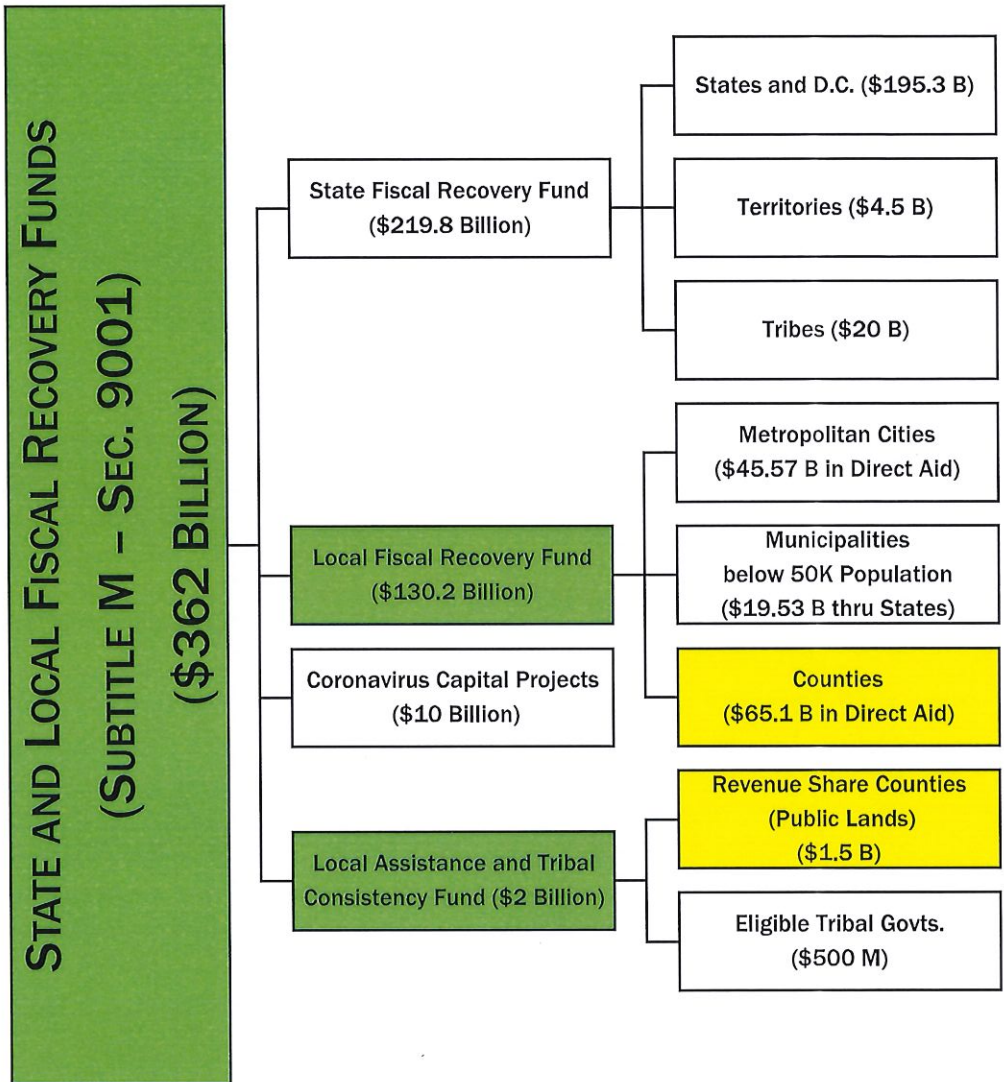 STATE AND LOCAL FISCAL RECOVERY FUNDS
(SUBTITLE M – SEC. 9001)
($362 BILLION)
State Fiscal Recovery Fund
($219.8 Billion)
States and D.C. ($195.3 B)
Territories ($4.5 B)
Tribes ($20 B)
Local Fiscal Recovery Fund
($130.2 Billion)
Metropolitan Cities
($45.57 B in Direct Aid)
Municipalities
below 50K Population
($19.53 B thru States)
Counties
($65.1 B in Direct Aid)
Coronavirus Capital Projects
($10 Billion)
Local Assistance and Tribal
Consistency Fund ($2 Billion)
Revenue Share Counties
(Public Lands)
($1.5 B)
Eligible Tribal Govts.
($500 M)